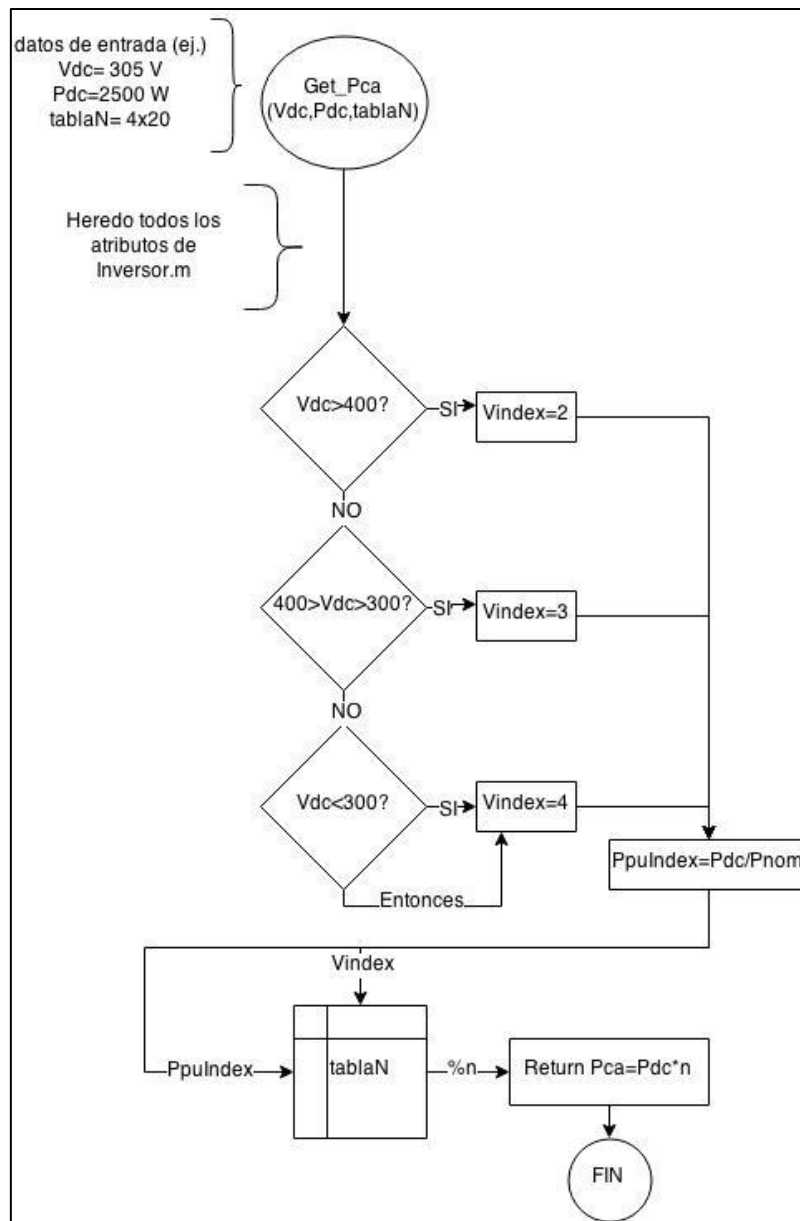 datos de entrada (ej.)
Vdc= 305 V
Pdc=2500 W
tablaN= 4x20
Get_Pca
(Vdc,Pdc,tablaN)
Heredo todos los
atributos de
Inversor.m
Vdc>400?
SI
Vindex=2
NO
400>Vdc>300?
SI
Vindex=3
NO
Vdc<300?
SI
Vindex=4
Entonces
PpuIndex=Pdc/Pnom
Vindex
PpuIndex
tablaN
%n
Return Pca=Pdc*n
FIN